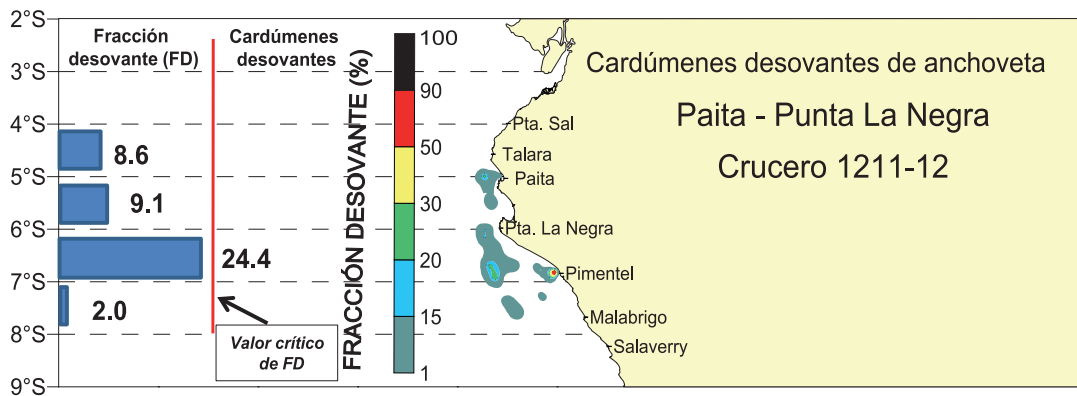 2°S
3°S
4°S
5°S
6°S
7°S
8°S
9°S
Fracción
desovante (FD)
Cardúmenes
desovantes
8.6
9.1
24.4
2.0
Valor crítico
de FD
FRACCIÓN DESOVANTE (%)
100
90
50
30
20
15
1
Pta. Sal
Talara
Paita
Pta. La Negra
Pimentel
Malabrigo
Salaverry
Cardúmenes desovantes de anchoveta
Paita - Punta La Negra
Crucero 1211-12